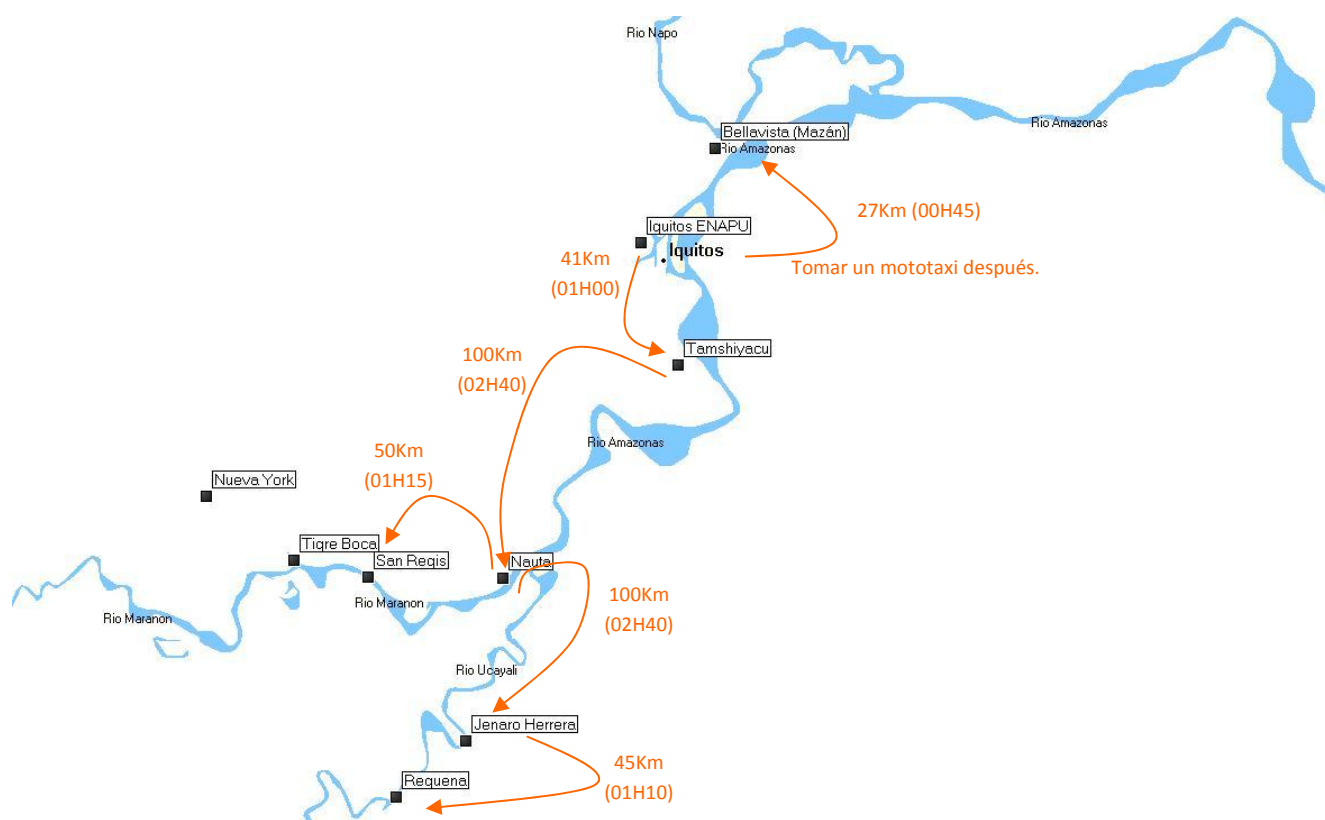 Rio Napo
Rio Amazonas
Bellavista (Mazán)
Rio Amazonas
27Km (00H45)
Iquitos ENAPU
Iquitos
41Km
(01H00)
Tomar un mototaxi después.
Tamshiyacu
100Km
(02H40)
Rio Amazonas
50Km
(01H15)
Nueva York
Tigre Boca
San Regis
Nauta
Rio Maranon
Rio Maranon
100Km
(02H40)
Rio Ucayali
Jenaro Herrera
45Km
(01H10)
Requena